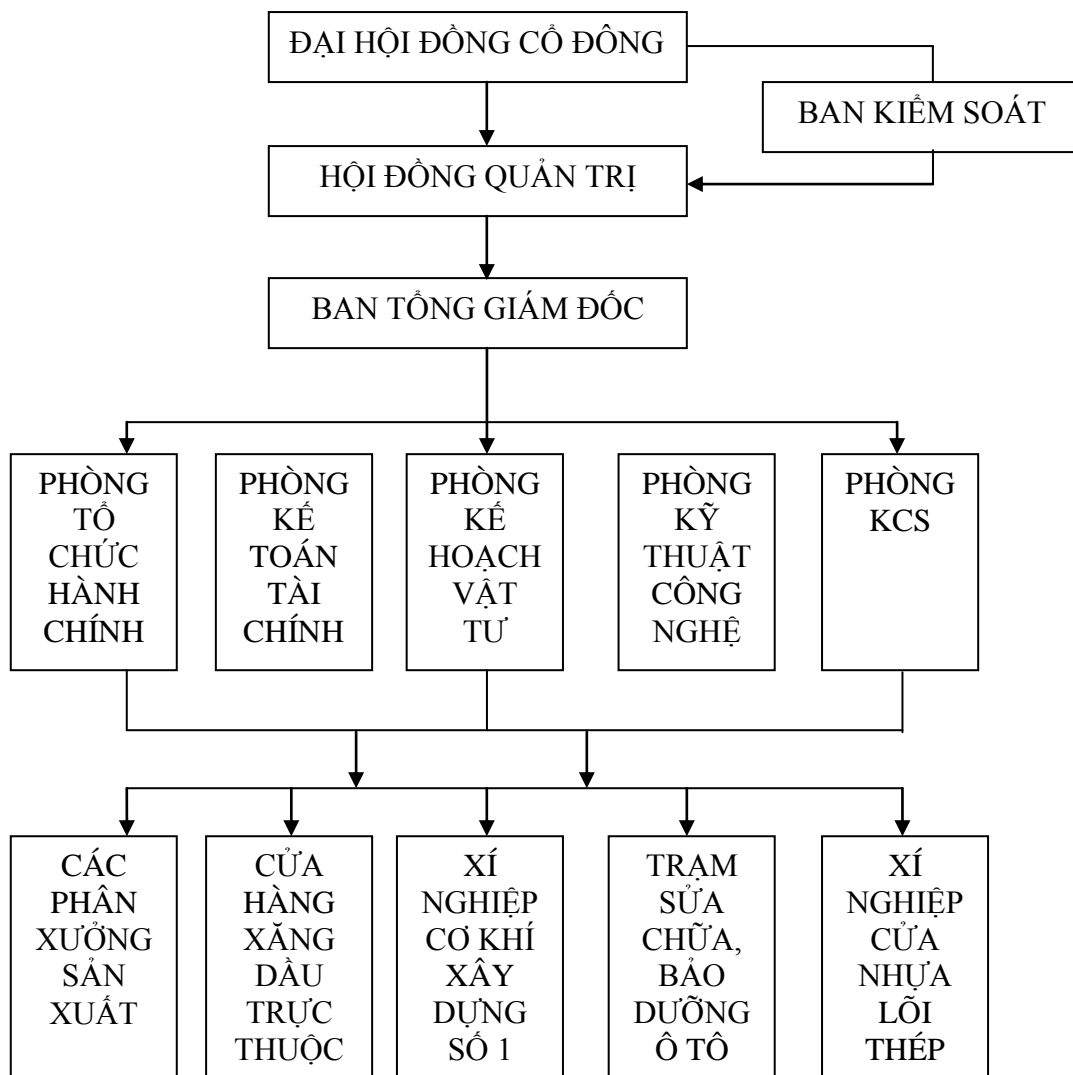 ĐẠI HỘI ĐỒNG CỔ ĐÔNG
BAN KIỂM SOÁT
HỘI ĐỒNG QUẢN TRỊ
BAN TỔNG GIÁM ĐỐC
PHÒNG
TỔ
CHỨC
HÀNH
CHÍNH
PHÒNG
KẾ
TOÁN
TÀI
CHÍNH
PHÒNG
KẾ
HOẠCH
VẬT
TƯ
PHÒNG
KỸ
THUẬT
CÔNG
NGHỆ
PHÒNG
KCS
CÁC
PHÂN
XƯỞNG
SẢN
XUẤT
CỬA
HÀNG
XĂNG
DẦU
TRỰC
THUỘC
XÍ
NGHIỆP
CƠ KHÍ
XÂY
DỰNG
SỐ 1
TRẠM
SỬA
CHỮA,
BẢO
DƯỠNG
Ô TÔ
XÍ
NGHIỆP
CỬA
NHỰA
LÕI
THÉP